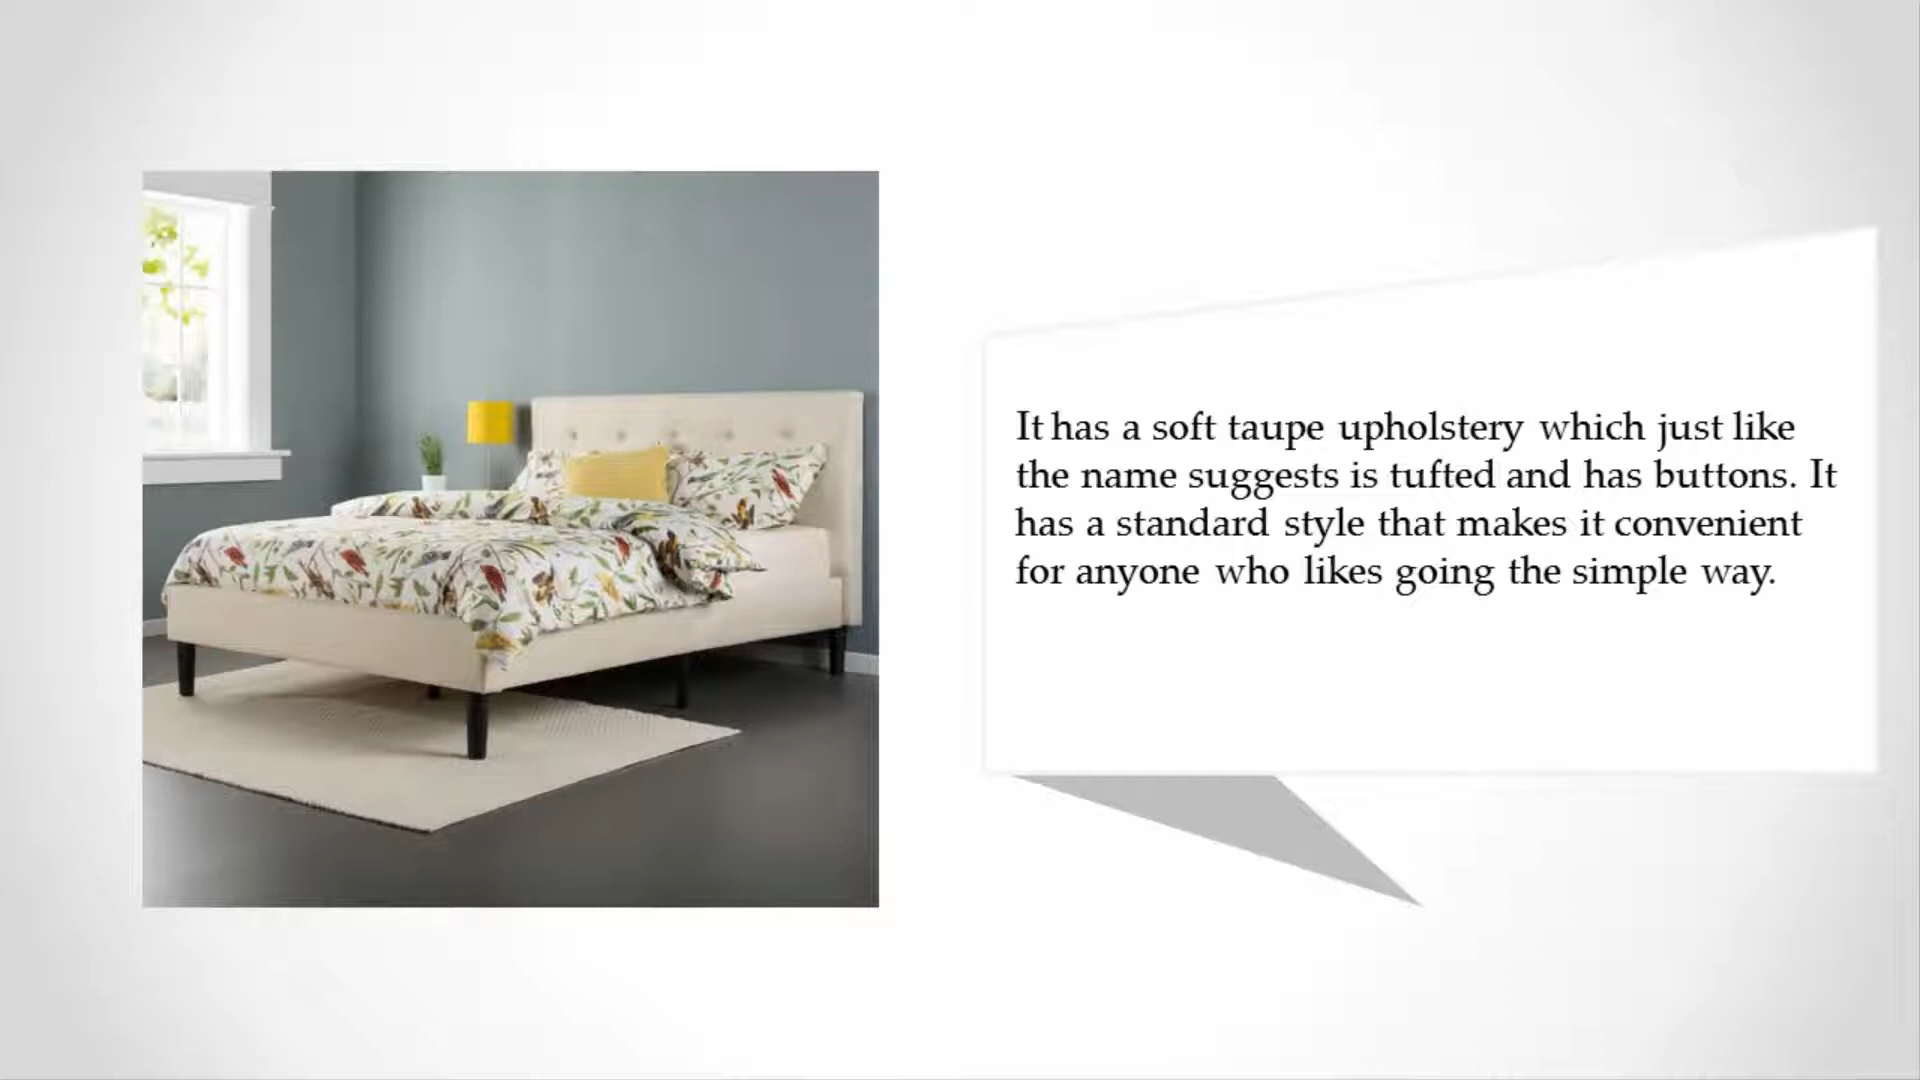 It has a soft taupe upholstery which just like
the name suggests is tufted and has buttons. It
has a standard style that makes it convenient
for anyone who likes going the simple way.